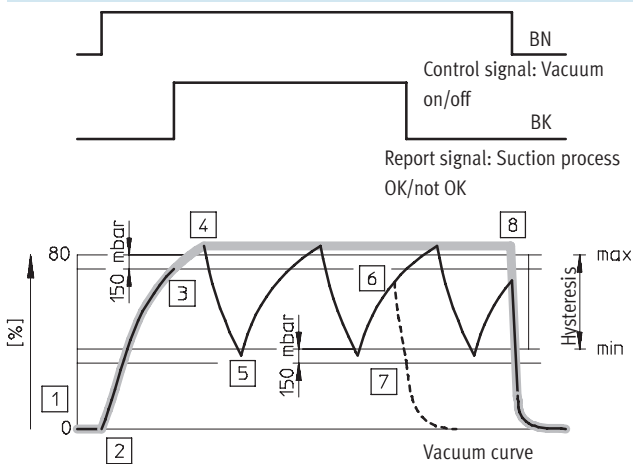 BN
Control signal: Vacuum
on/off
BK
Report signal: Suction process
OK/not OK
4
8
80
150 mbar
max
3
6
[%]
Hysteresis
5
150 mbar
min
7
1
0
2
Vacuum curve